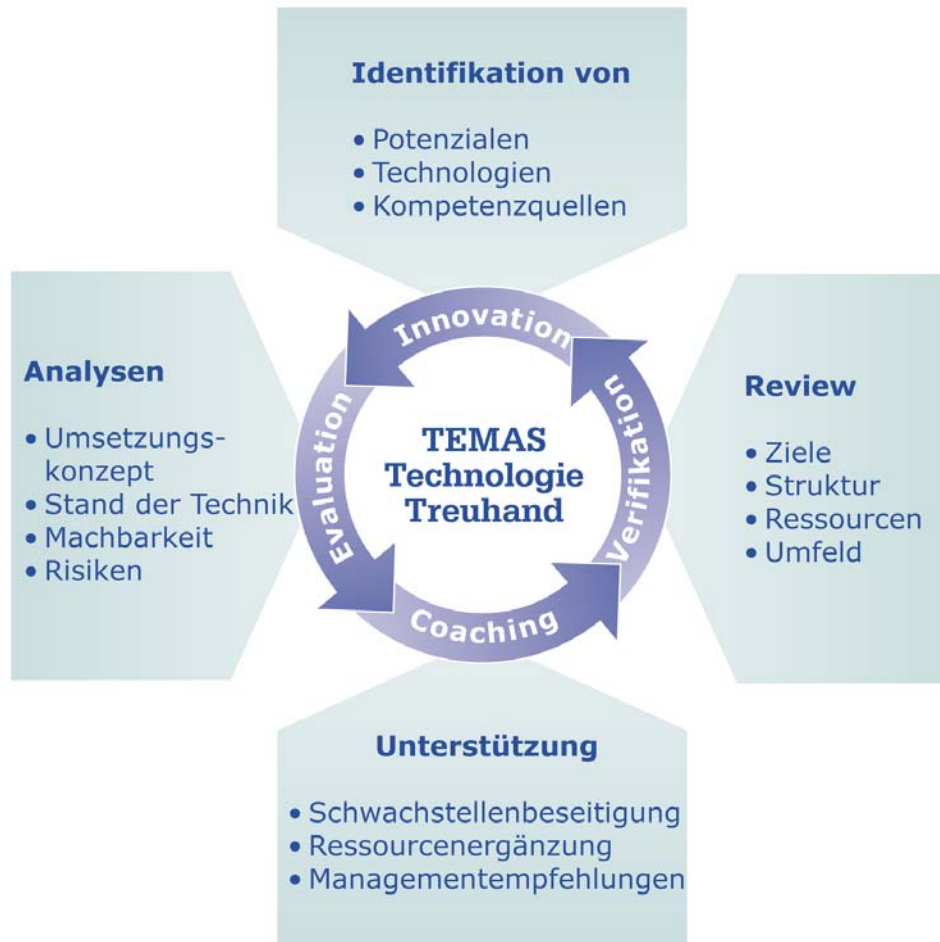 Identifikation von
• Potenzialen
• Technologien
• Kompetenzquellen
Analysen
• Umsetzungs-
konzept
• Stand der Technik
• Machbarkeit
• Risiken
Innovation
Evaluation
TEMAS
Technologie
Treuhand
Verifikation
Coaching
Review
• Ziele
• Struktur
• Ressourcen
• Umfeld
Unterstützung
• Schwachstellenbeseitigung
• Ressourcenergänzung
• Managementempfehlungen